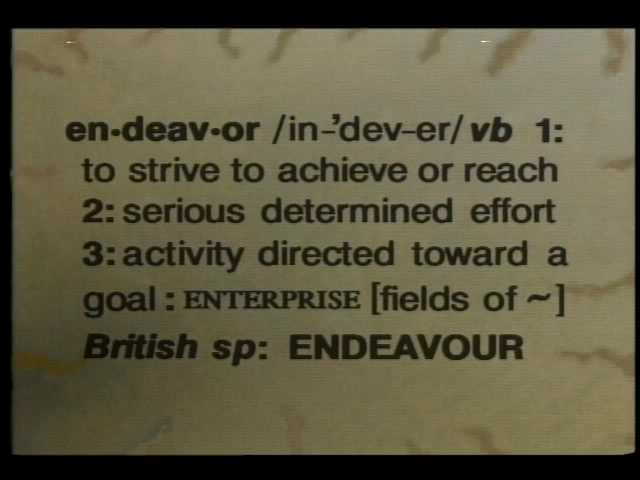 en·deav·or /in-'dev-er/ vb 1:
to strive to achieve or reach
2: serious determined effort
3: activity directed toward a
goal : ENTERPRISE [fields of ~]
British sp: ENDEAVOUR